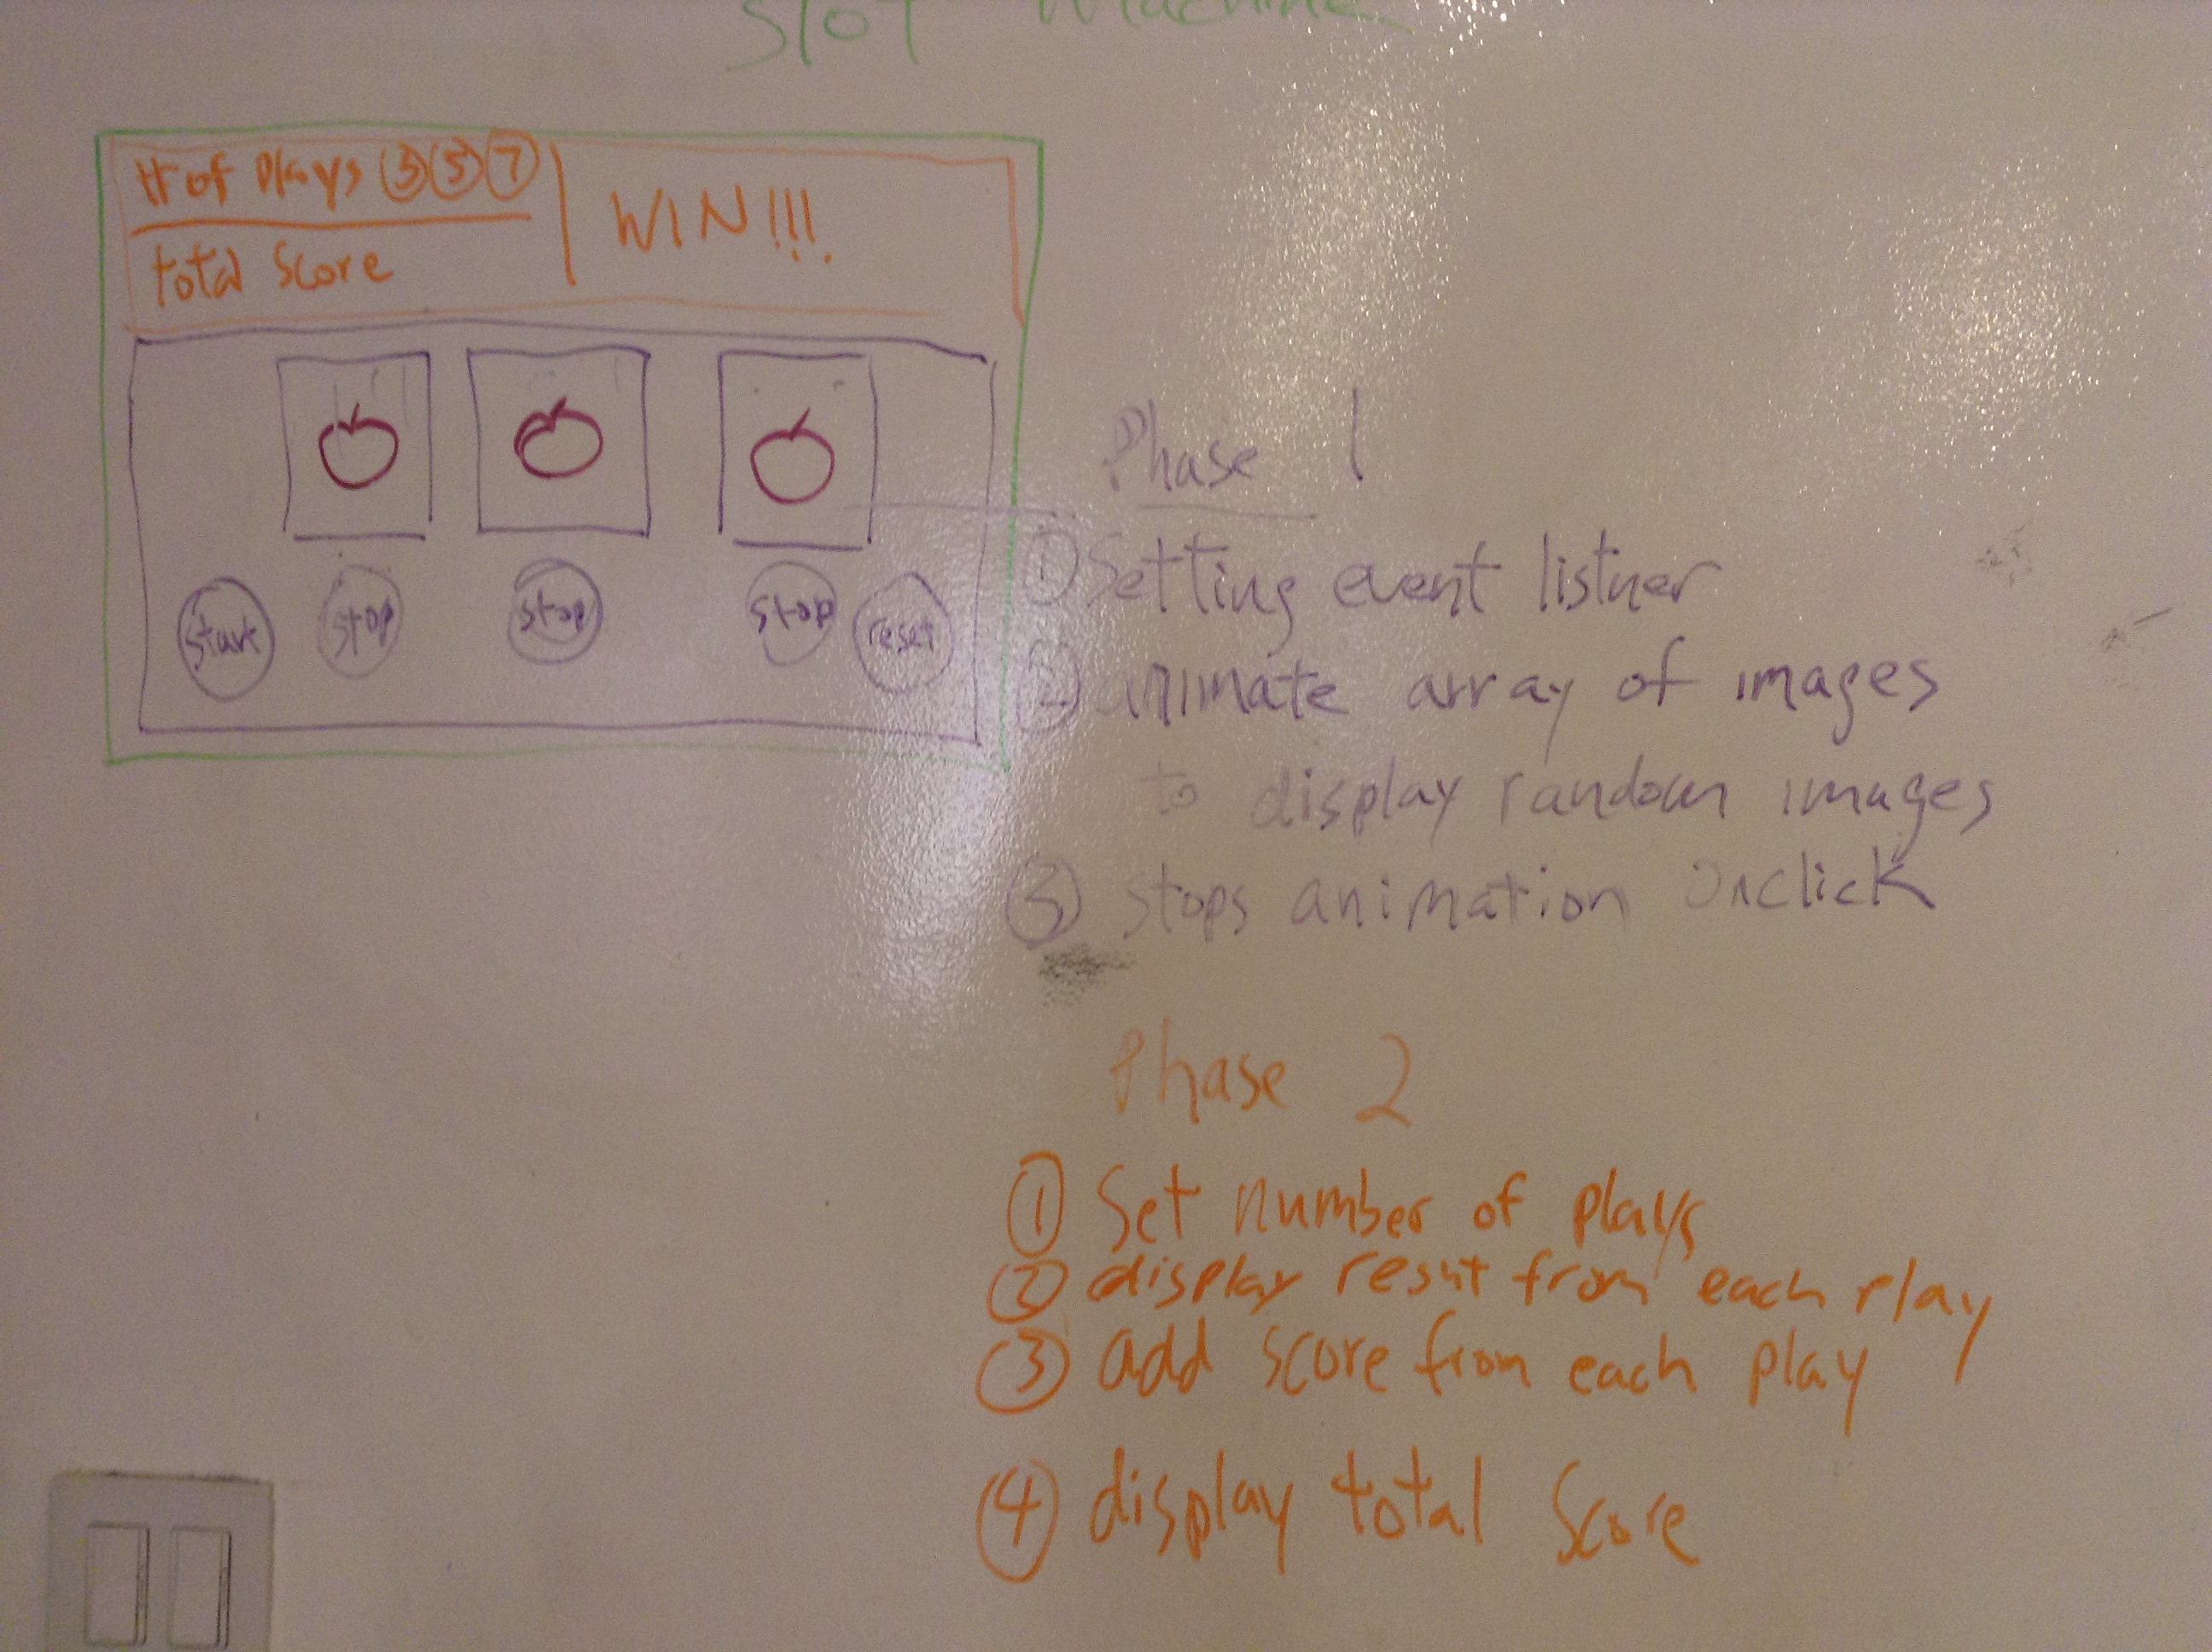 Slot Machine
# of Plays 3 5 7
WIN!!!
total Score
start stop stop stop reset
Phase 1
① Setting event listner
② animate array of images
to display random images
③ stops animation onclick
Phase 2
① Set number of plays
② display result from each play
③ add score from each play
④ display total Score